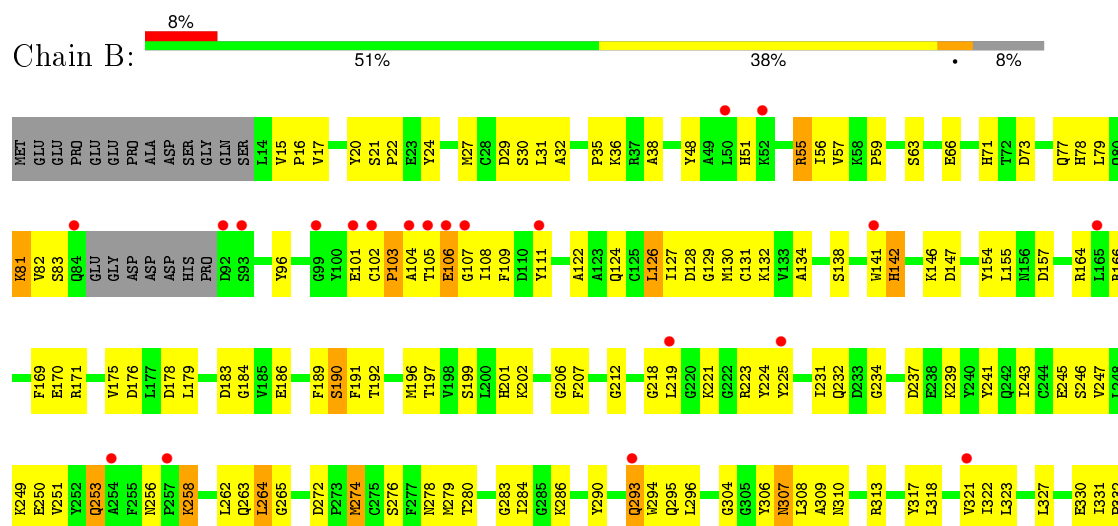 8%
Chain B:
51% 38% • 8%
MET GLU GLU PRO GLU GLU PRO ALA ASP SER GLY GLN SER L14 V15 P16 V17 Y20 S21 P22 E23 Y24 M27 C28 D29 S30 L31 A32 P35 K36 R37 A38 Y48 A49 L50 H51 K52 R55 I56 V57 K58 P59 S63 E66 H71 T72 D73 Q77 H78 L79
K81 V82 S83 Q84 GLU GLY ASP ASP ASP HIS PRO D92 S93 Y96 G99 Y100 E101 C102 P103 A104 T105 E106 G107 I108 F109 D110 Y111 A122 A123 Q124 C125 L126 I127 D128 G129 M130 C131 K132 V133 A134 S138 W141 H142 K146 D147 Y154 L155 N156 D157 R164 L165 R166
F169 E170 R171 V175 D176 L177 D178 L179 D183 G184 V185 E186 F189 S190 F191 T192 M196 T197 V198 S199 L200 H201 K202 G206 F207 G212 G218 L219 G220 K221 G222 R223 Y224 Y225 I231 Q232 D233 G234 D237 E238 K239 Y240 Y241 Q242 I243 C244 E245 S246 V247 L248
K249 E250 V251 Y252 Q253 A254 F255 N256 P257 K258 L262 Q263 L264 G265 D272 P273 M274 C275 S276 F277 N278 M279 T280 G283 I284 G285 K286 Y290 Q293 W294 Q295 L296 G304 G305 Y306 N307 L308 A309 N310 R313 Y317 L318 V321 I322 L323 L327 E330 I331